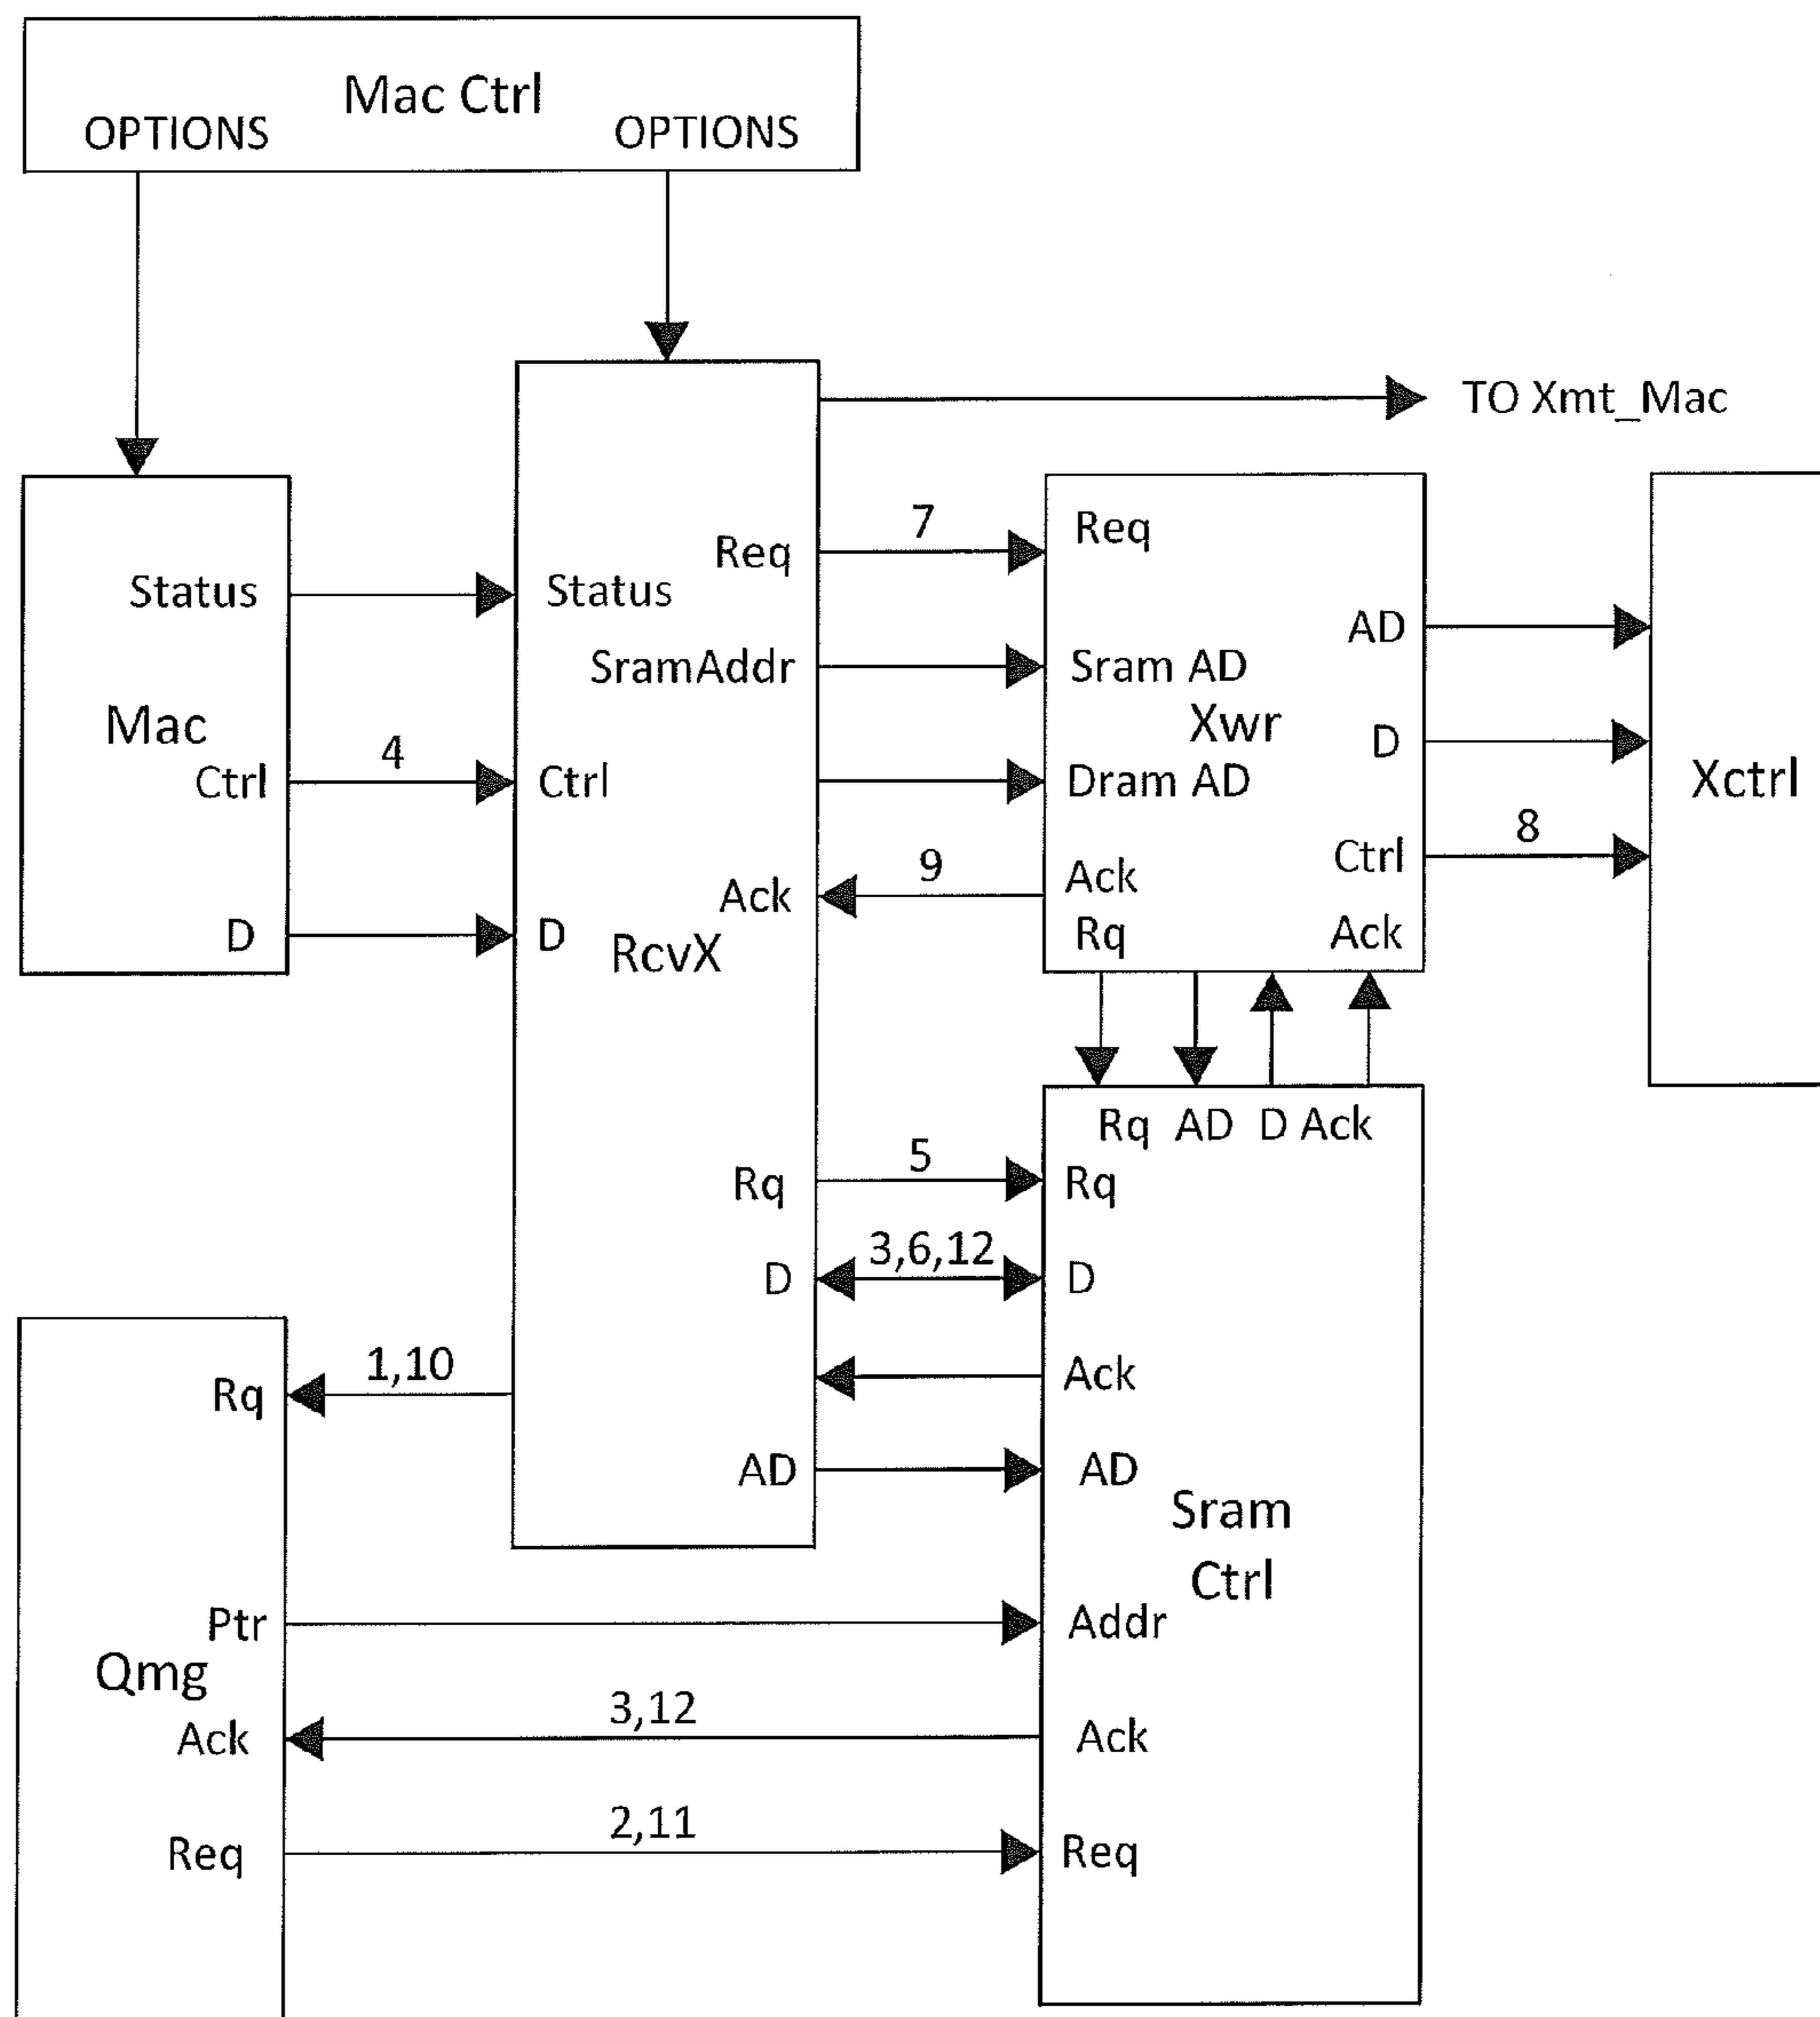 Mac Ctrl
OPTIONS OPTIONS
TO Xmt_Mac
Mac
Status
Ctrl
D
4
RcvX
Status
Ctrl
D
Req
SramAddr
Ack
Rq
D
AD
7
9
Xwr
Req
Sram AD
Dram AD
Ack
Rq
AD
D
Ctrl
Ack
8
Xctrl
5
3,6,12
Sram
Ctrl
Rq AD D Ack
Rq
D
Ack
AD
Addr
Ack
Req
1,10
Qmg
Rq
Ptr
Ack
Req
3,12
2,11